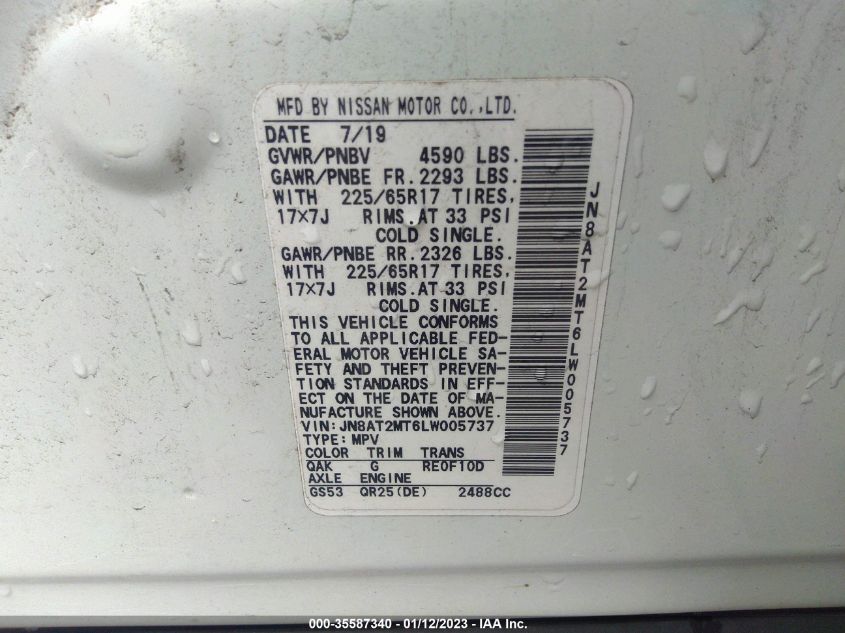 MFD BY NISSAN MOTOR CO.,LTD.
DATE 7/19
GVWR/PNBV 4590 LBS.
GAWR/PNBE FR. 2293 LBS.
WITH 225/65R17 TIRES,
17×7J RIMS.AT 33 PSI
COLD SINGLE.
GAWR/PNBE RR. 2326 LBS.
WITH 225/65R17 TIRES,
17×7J RIMS.AT 33 PSI
COLD SINGLE.
THIS VEHICLE CONFORMS
TO ALL APPLICABLE FED-
ERAL MOTOR VEHICLE SA-
FETY AND THEFT PREVEN-
TION STANDARDS IN EFF-
ECT ON THE DATE OF MA-
NUFACTURE SHOWN ABOVE.
VIN:JN8AT2MT6LW005737
TYPE:MPV
COLOR TRIM TRANS
QAK G RE0F10D
AXLE ENGINE
GS53 QR25(DE) 2488CC
JN8AT2MT6LW005737
000-35587340 - 01/12/2023 - IAA Inc.